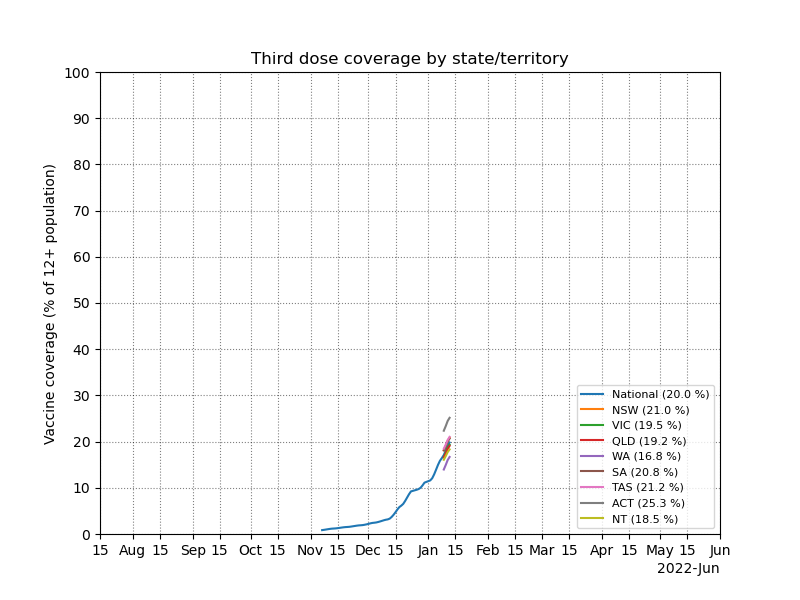 Third dose coverage by state/territory
Vaccine coverage (% of 12+ population)
100
90
80
70
60
50
40
30
20
10
0
National (20.0 %)
NSW (21.0 %)
VIC (19.5 %)
QLD (19.2 %)
WA (16.8 %)
SA (20.8 %)
TAS (21.2 %)
ACT (25.3 %)
NT (18.5 %)
15 Aug 15 Sep 15 Oct 15 Nov 15 Dec 15 Jan 15 Feb 15 Mar 15 Apr 15 May 15 Jun
2022-Jun